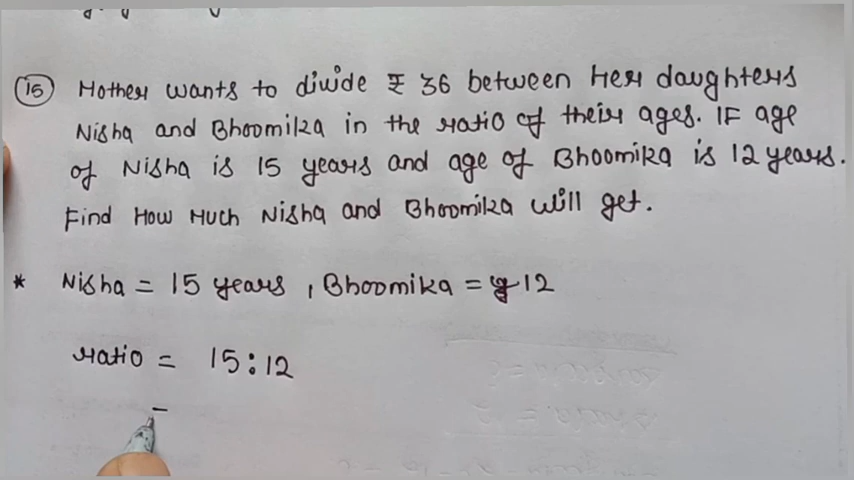 15 Mother wants to divide ₹ 36 between Her daughters
Nisha and Bhoomika in the ratio of their ages. IF age
of Nisha is 15 years and age of Bhoomika is 12 years.
Find How Much Nisha and Bhoomika will get.
* Nisha = 15 years , Bhoomika = 12
ratio = 15:12